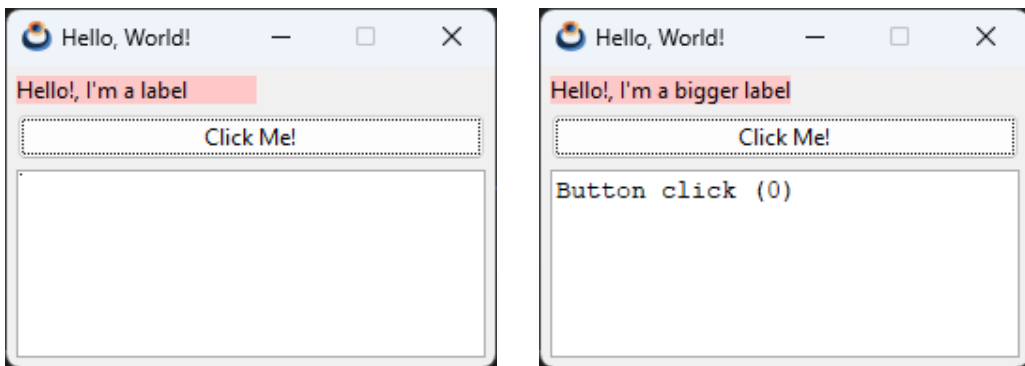 Hello, World!
Hello!, I'm a label
Click Me!
Hello, World!
Hello!, I'm a bigger label
Click Me!
Button click (0)